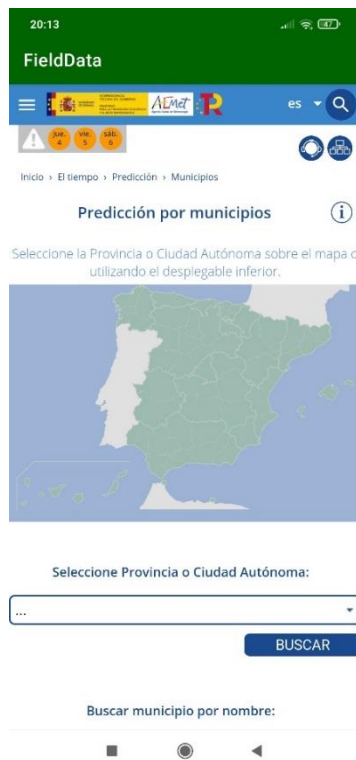 20:13
47
FieldData
AEmet
es
jue. 4
vie. 5
sáb. 6
Inicio › El tiempo › Predicción › Municipios
Predicción por municipios
i
Seleccione la Provincia o Ciudad Autónoma sobre el mapa o
utilizando el desplegable inferior.
Seleccione Provincia o Ciudad Autónoma:
...
BUSCAR
Buscar municipio por nombre: